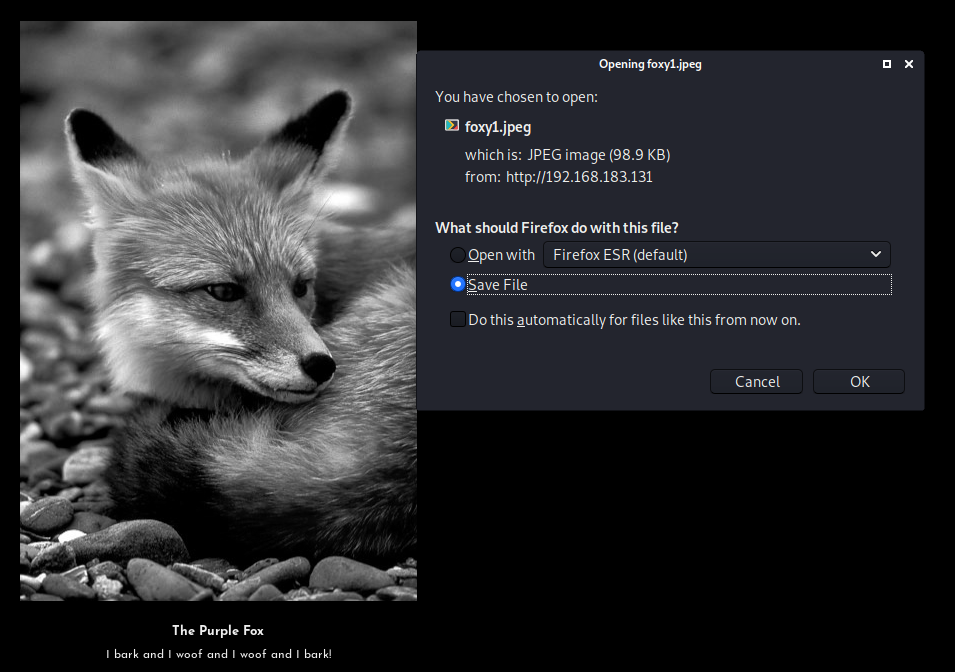 Opening foxy1.jpeg
You have chosen to open:
foxy1.jpeg
which is: JPEG image (98.9 KB)
from: http://192.168.183.131
What should Firefox do with this file?
Open with Firefox ESR (default)
Save File
Do this automatically for files like this from now on.
Cancel OK
The Purple Fox
I bark and I woof and I woof and I bark!